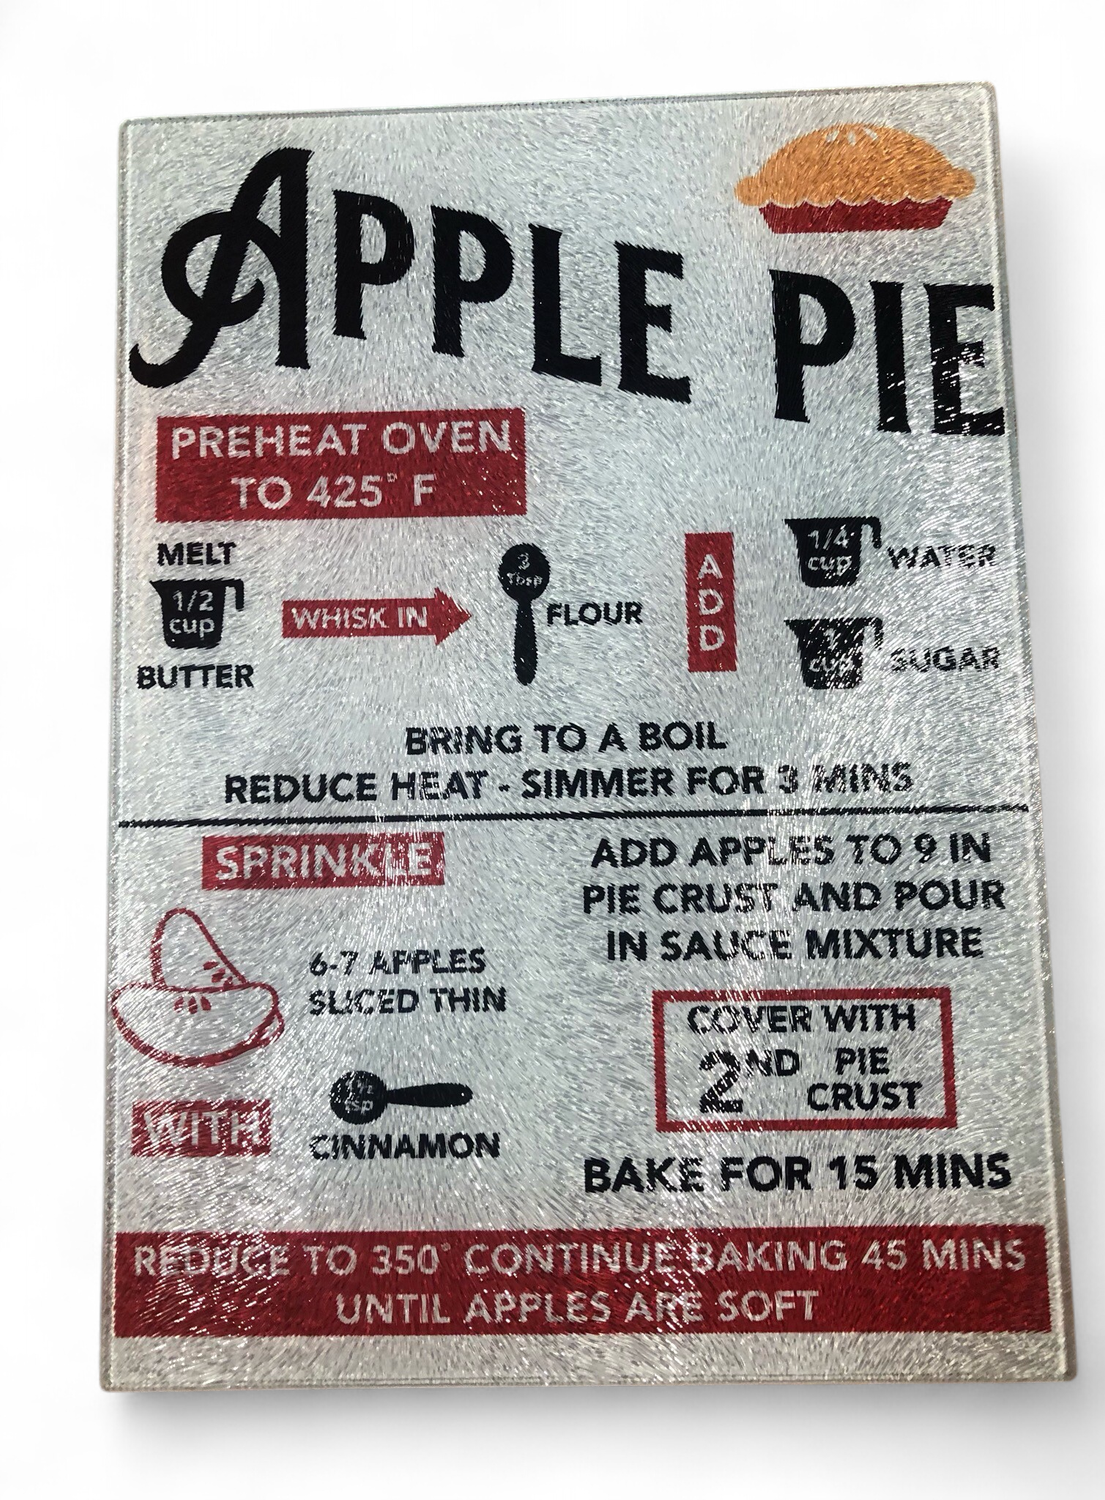 APPLE PIE
PREHEAT OVEN
TO 425° F
MELT
1/2
cup
BUTTER
WHISK IN
3
Tbsp
FLOUR
ADD
1/4
cup
WATER
1
cup
SUGAR
BRING TO A BOIL
REDUCE HEAT - SIMMER FOR 3 MINS
SPRINKLE
6-7 APPLES
SLICED THIN
WITH
tsp
CINNAMON
ADD APPLES TO 9 IN
PIE CRUST AND POUR
IN SAUCE MIXTURE
COVER WITH
2ND PIE
CRUST
BAKE FOR 15 MINS
REDUCE TO 350° CONTINUE BAKING 45 MINS
UNTIL APPLES ARE SOFT